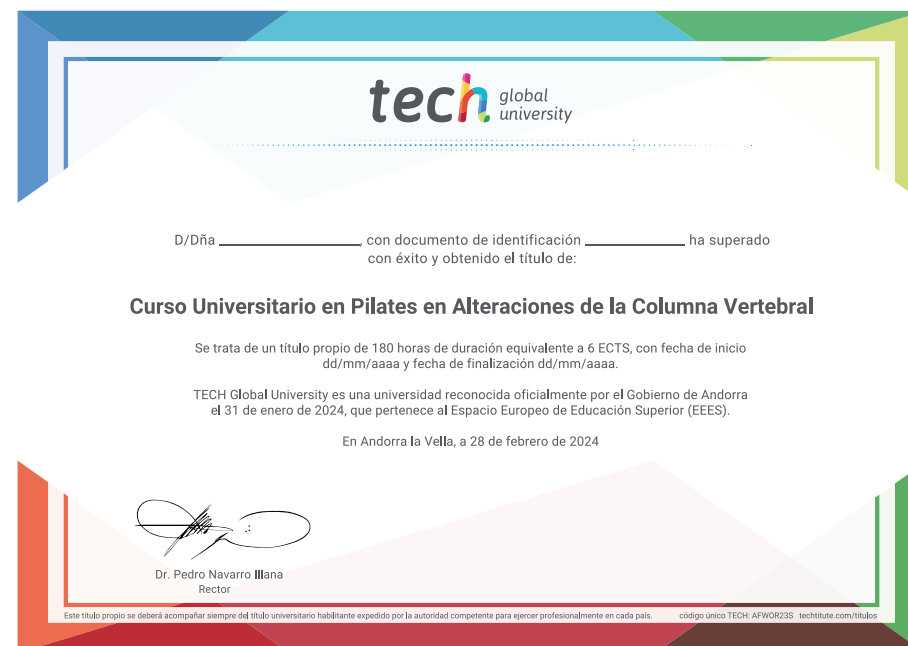 tech global university
D/Dña ______________, con documento de identificación __________ ha superado
con éxito y obtenido el título de:
Curso Universitario en Pilates en Alteraciones de la Columna Vertebral
Se trata de un título propio de 180 horas de duración equivalente a 6 ECTS, con fecha de inicio
dd/mm/aaaa y fecha de finalización dd/mm/aaaa.
TECH Global University es una universidad reconocida oficialmente por el Gobierno de Andorra
el 31 de enero de 2024, que pertenece al Espacio Europeo de Educación Superior (EEES).
En Andorra la Vella, a 28 de febrero de 2024
Dr. Pedro Navarro Illana
Rector
Este título propio se deberá acompañar siempre del título universitario habilitante expedido por la autoridad competente para ejercer profesionalmente en cada país. código único TECH: AFWOR23S techtitute.com/titulos